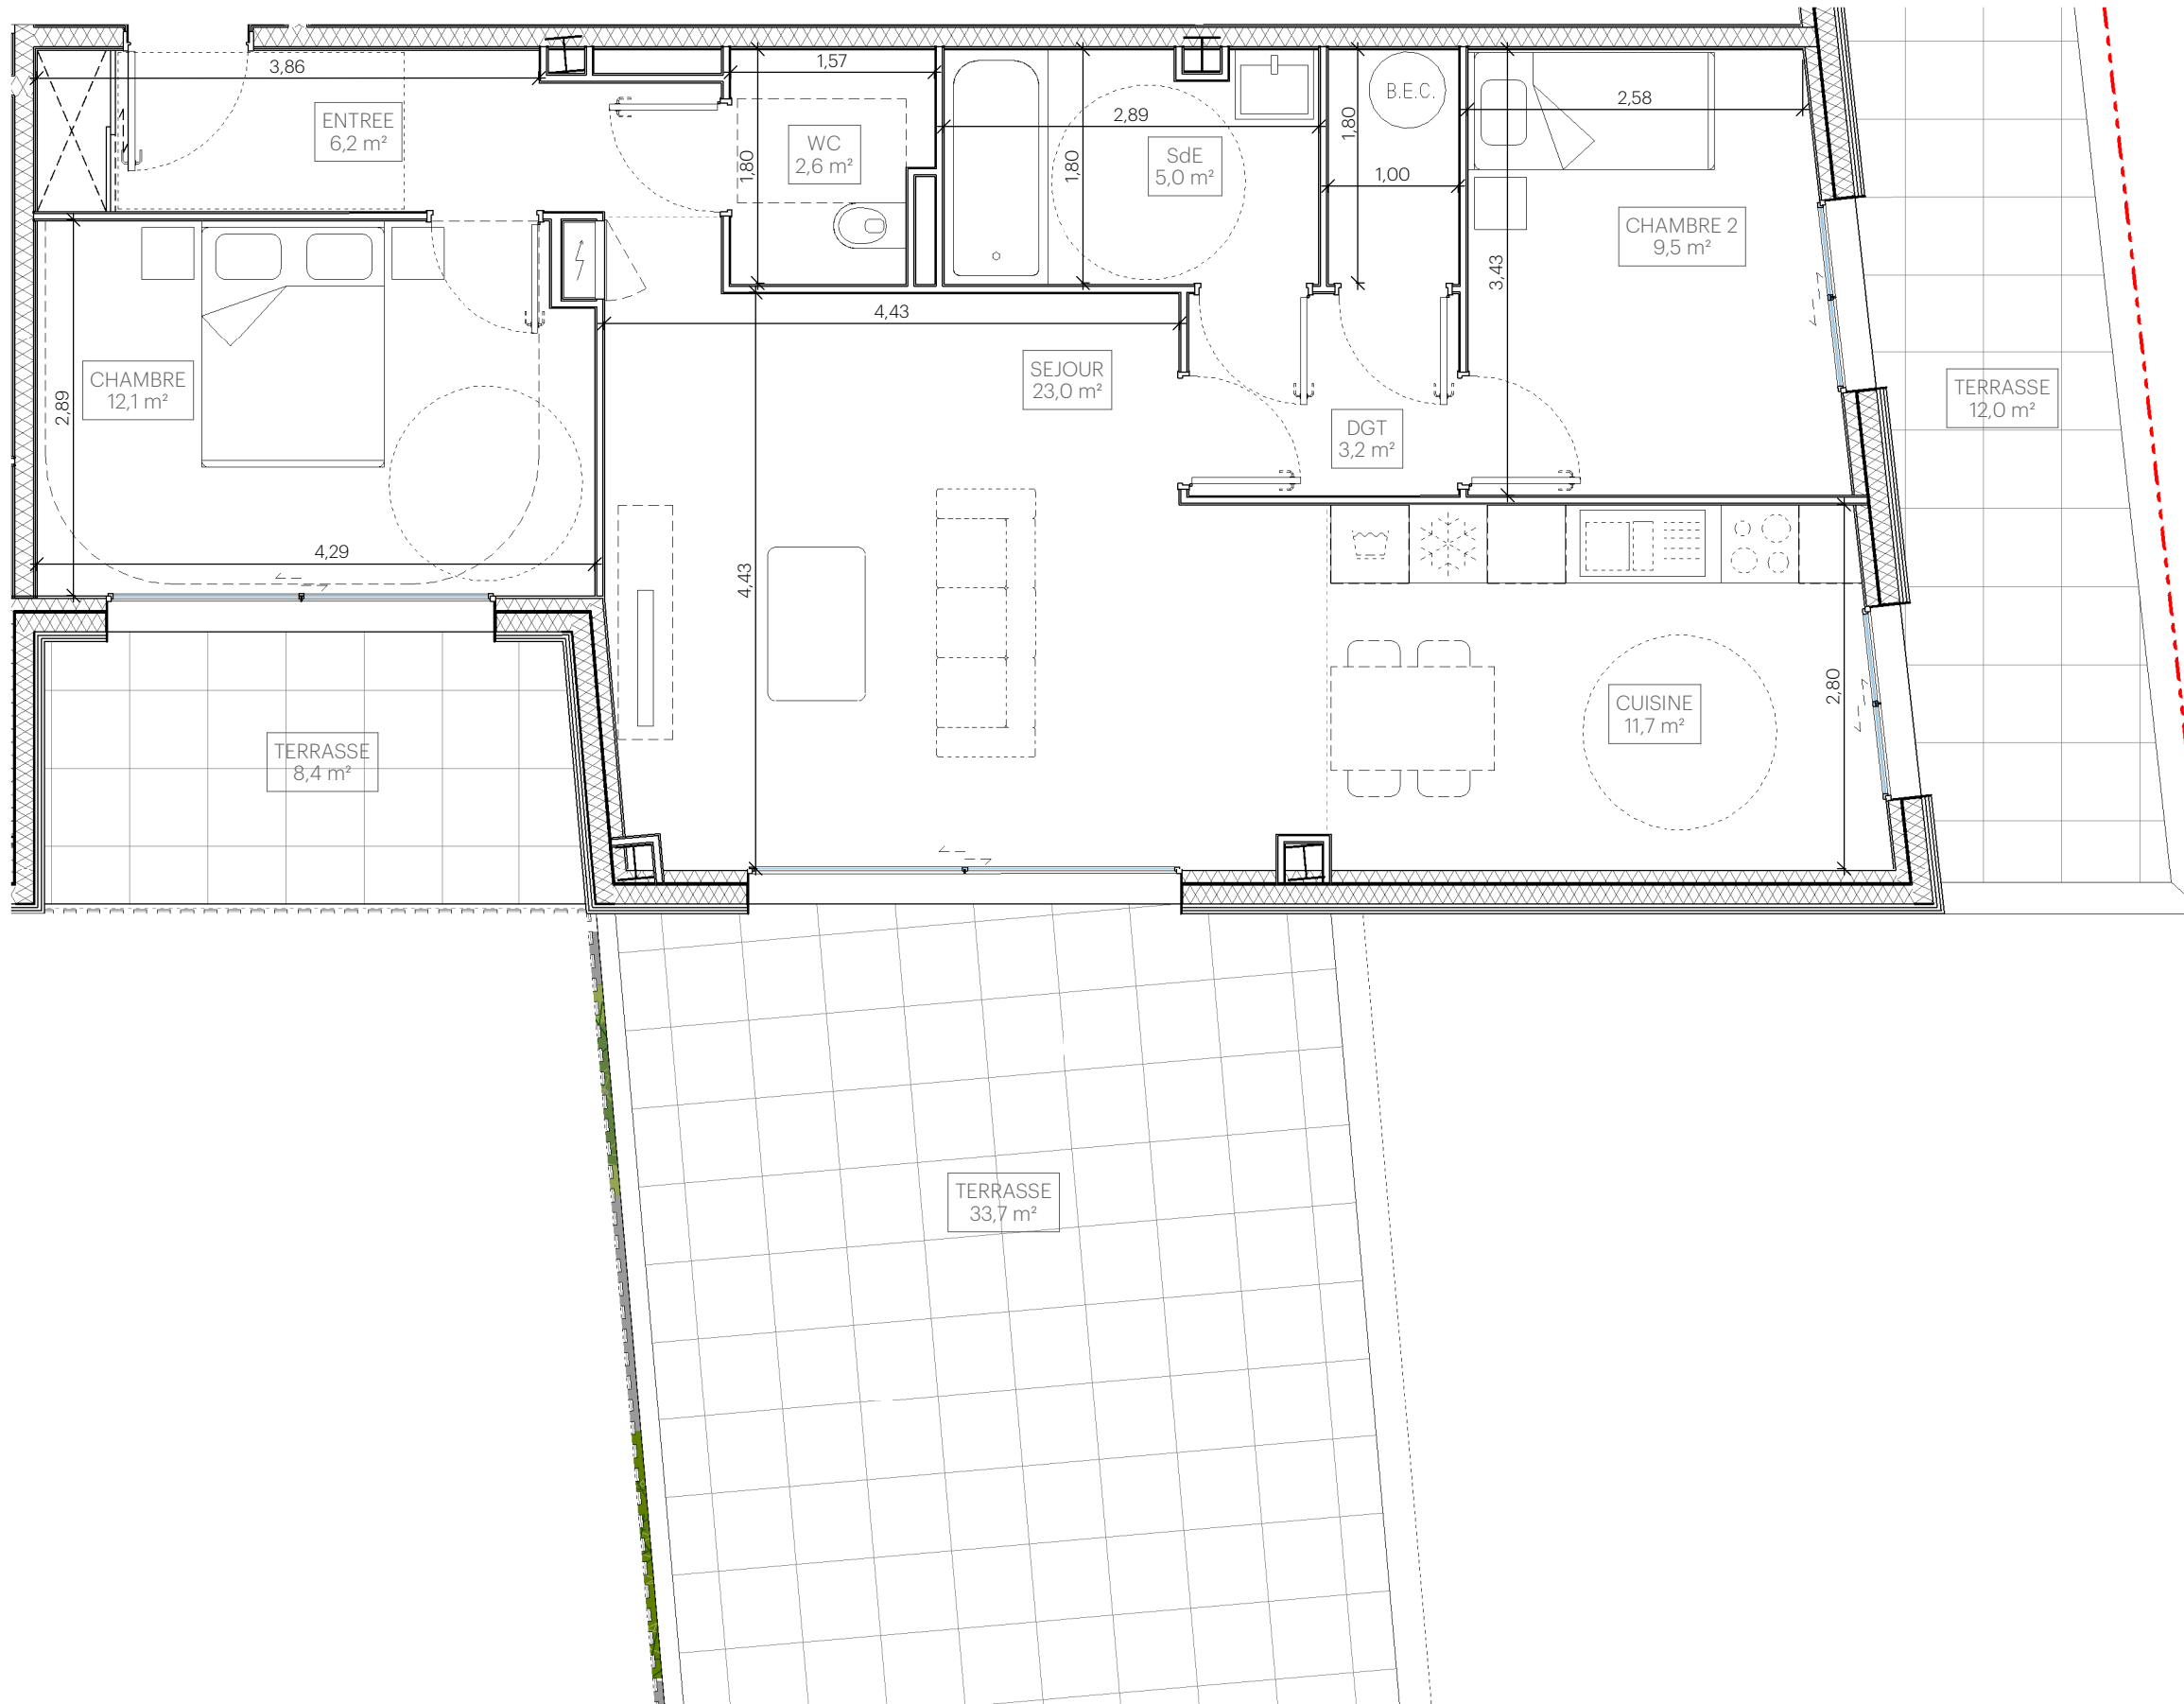 3,86
ENTREE
6,2 m²
1,57
WC
2,6 m²
1,80
2,89
1,80
SdE
5,0 m²
1,80
B.E.C.
1,00
2,58
CHAMBRE 2
9,5 m²
3,43
4,43
CHAMBRE
12,1 m²
2,89
4,29
SEJOUR
23,0 m²
4,43
DGT
3,2 m²
TERRASSE
12,0 m²
CUISINE
11,7 m²
2,80
TERRASSE
8,4 m²
TERRASSE
33,7 m²